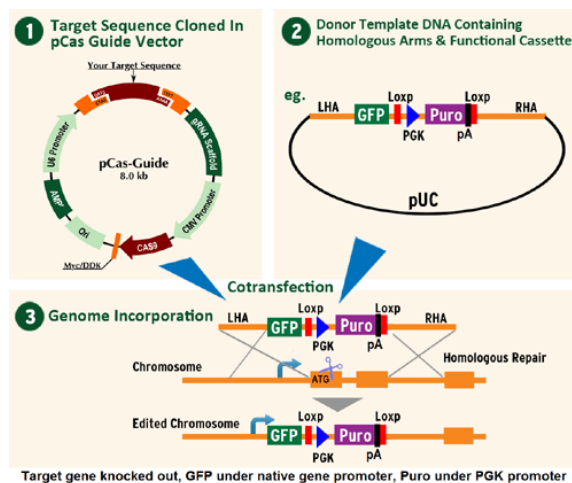 1 Target Sequence Cloned In
pCas Guide Vector
Your Target Sequence
U6 Promoter
gRNA Scaffold
pCas-Guide
8.0 kb
AMPr
CMV Promoter
Ori
CAS9
Myc/DDK
2 Donor Template DNA Containing
Homologous Arms & Functional Cassette
eg.
LHA GFP Loxp Puro Loxp RHA
PGK pA
pUC
Cotransfection
3 Genome Incorporation
LHA GFP Loxp Puro Loxp RHA
PGK pA
Chromosome
ATG
Homologous Repair
Edited Chromosome
GFP Loxp Puro Loxp
PGK pA
Target gene knocked out, GFP under native gene promoter, Puro under PGK promoter